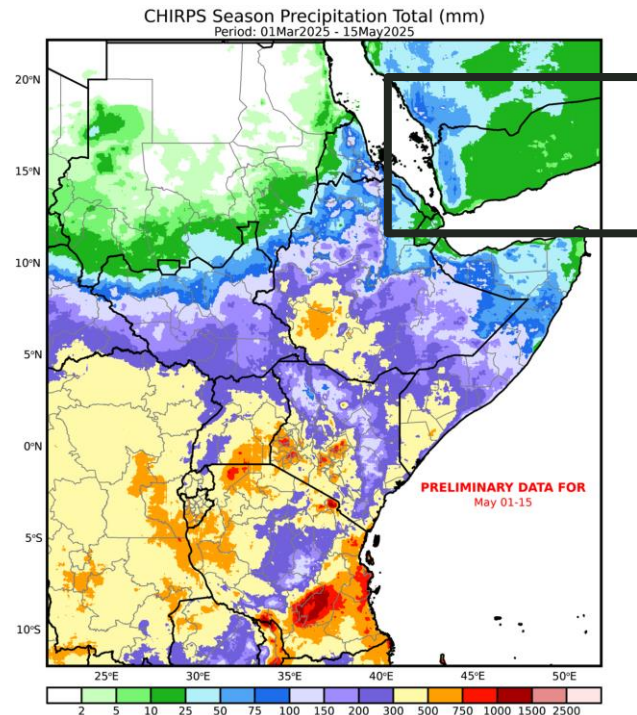 CHIRPS Season Precipitation Total (mm)
Period: 01Mar2025 - 15May2025
20°N
15°N
10°N
5°N
0°N
5°S
10°S
PRELIMINARY DATA FOR
May 01-15
25°E 30°E 35°E 40°E 45°E 50°E
2 5 10 25 50 75 100 150 200 300 500 750 1000 1500 2500